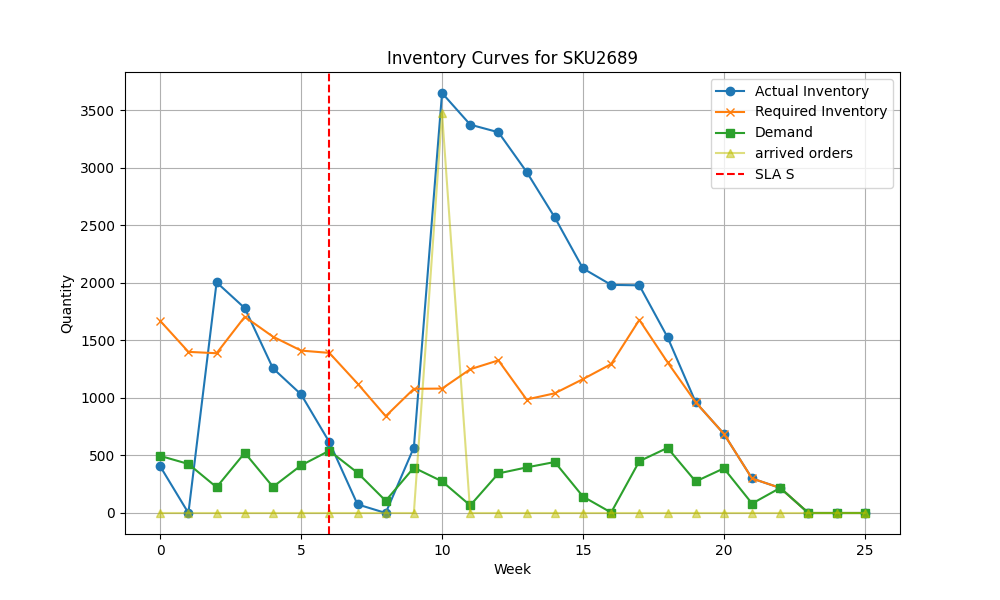 Inventory Curves for SKU2689
Actual Inventory
Required Inventory
Demand
arrived orders
SLA S
Quantity
3500
3000
2500
2000
1500
1000
500
0
0 5 10 15 20 25
Week